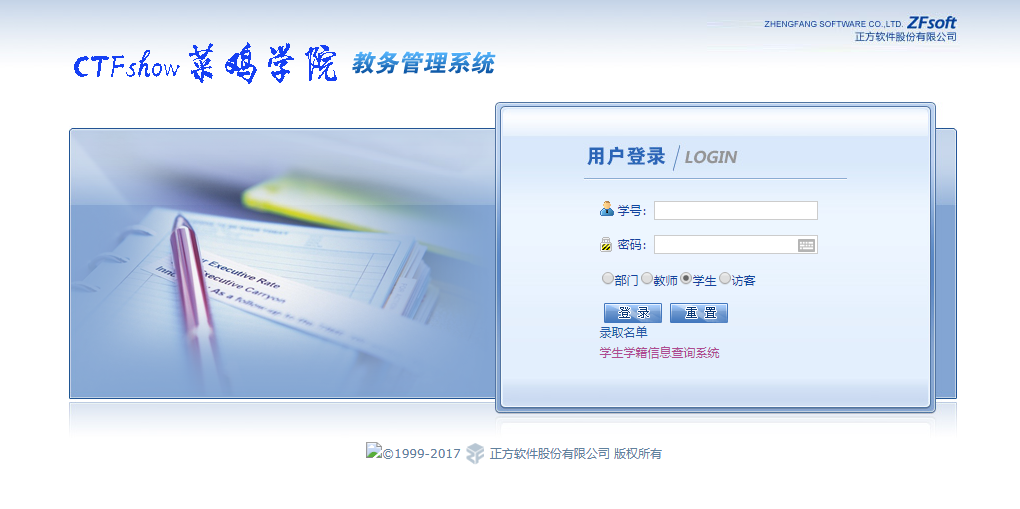 ZHENGFANG SOFTWARE CO.,LTD. ZFsoft
正方软件股份有限公司
CTFshow 菜鸡学院 教务管理系统
用户登录 / LOGIN
学号:
密码:
部门 教师 学生 访客
登 录 重 置
录取名单
学生学籍信息查询系统
Executive Rate
Executive Carryon
As a follow-up to the
©1999-2017 正方软件股份有限公司 版权所有